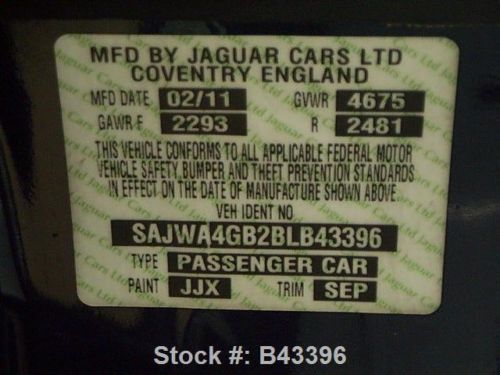 MFD BY JAGUAR CARS LTD
COVENTRY ENGLAND
MFD DATE 02/11 GVWR 4675
GAWR F 2293 R 2481
THIS VEHICLE CONFORMS TO ALL APPLICABLE FEDERAL MOTOR
VEHICLE SAFETY, BUMPER AND THEFT PREVENTION STANDARDS
IN EFFECT ON THE DATE OF MANUFACTURE SHOWN ABOVE
VEH IDENT NO
SAJWA4GB2BLB43396
TYPE PASSENGER CAR
PAINT JJX TRIM SEP
Stock #: B43396